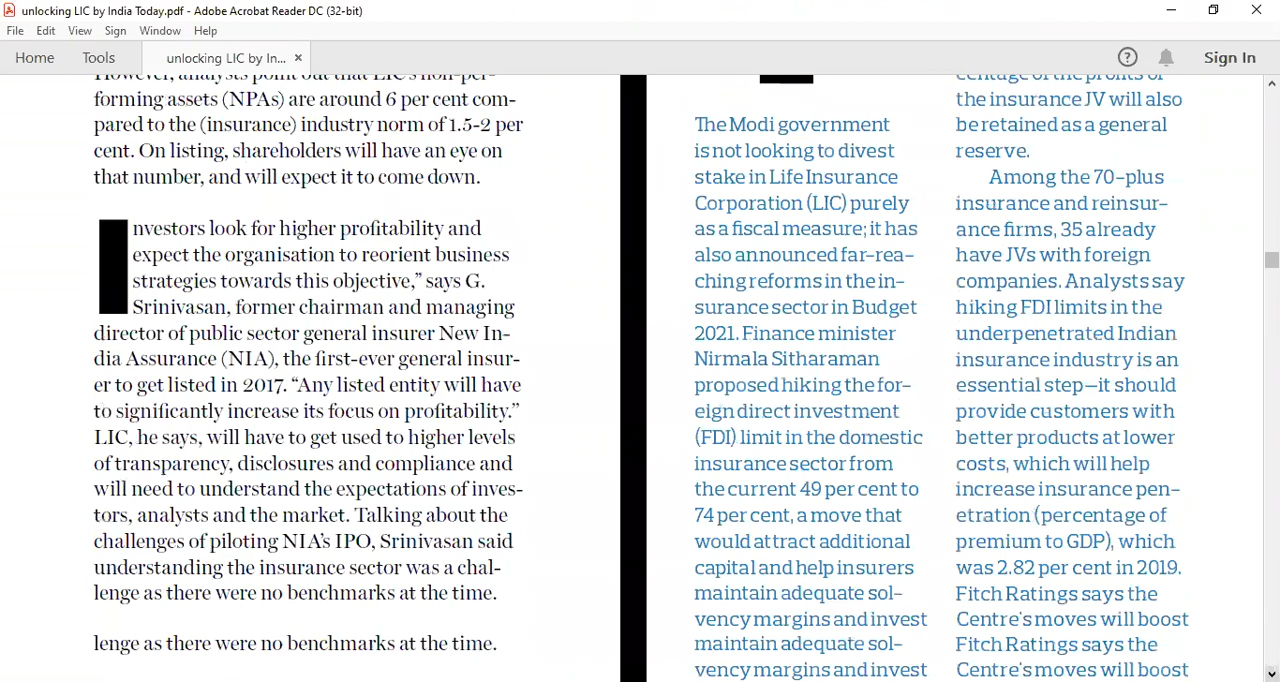 unlocking LIC by India Today.pdf - Adobe Acrobat Reader DC (32-bit)
File Edit View Sign Window Help
Home Tools unlocking LIC by In... × Sign In
However, analysts point out that LIC's non-per-
forming assets (NPAs) are around 6 per cent com-
pared to the (insurance) industry norm of 1.5-2 per
cent. On listing, shareholders will have an eye on
that number, and will expect it to come down.
Investors look for higher profitability and
expect the organisation to reorient business
strategies towards this objective,” says G.
Srinivasan, former chairman and managing
director of public sector general insurer New In-
dia Assurance (NIA), the first-ever general insur-
er to get listed in 2017. “Any listed entity will have
to significantly increase its focus on profitability.”
LIC, he says, will have to get used to higher levels
of transparency, disclosures and compliance and
will need to understand the expectations of inves-
tors, analysts and the market. Talking about the
challenges of piloting NIA's IPO, Srinivasan said
understanding the insurance sector was a chal-
lenge as there were no benchmarks at the time.
lenge as there were no benchmarks at the time.
The Modi government
is not looking to divest
stake in Life Insurance
Corporation (LIC) purely
as a fiscal measure; it has
also announced far-rea-
ching reforms in the in-
surance sector in Budget
2021. Finance minister
Nirmala Sitharaman
proposed hiking the for-
eign direct investment
(FDI) limit in the domestic
insurance sector from
the current 49 per cent to
74 per cent, a move that
would attract additional
capital and help insurers
maintain adequate sol-
vency margins and invest
maintain adequate sol-
vency margins and invest
centage of the profits of
the insurance JV will also
be retained as a general
reserve.
Among the 70-plus
insurance and reinsur-
ance firms, 35 already
have JVs with foreign
companies. Analysts say
hiking FDI limits in the
underpenetrated Indian
insurance industry is an
essential step—it should
provide customers with
better products at lower
costs, which will help
increase insurance pen-
etration (percentage of
premium to GDP), which
was 2.82 per cent in 2019.
Fitch Ratings says the
Centre's moves will boost
Fitch Ratings says the
Centre's moves will boost